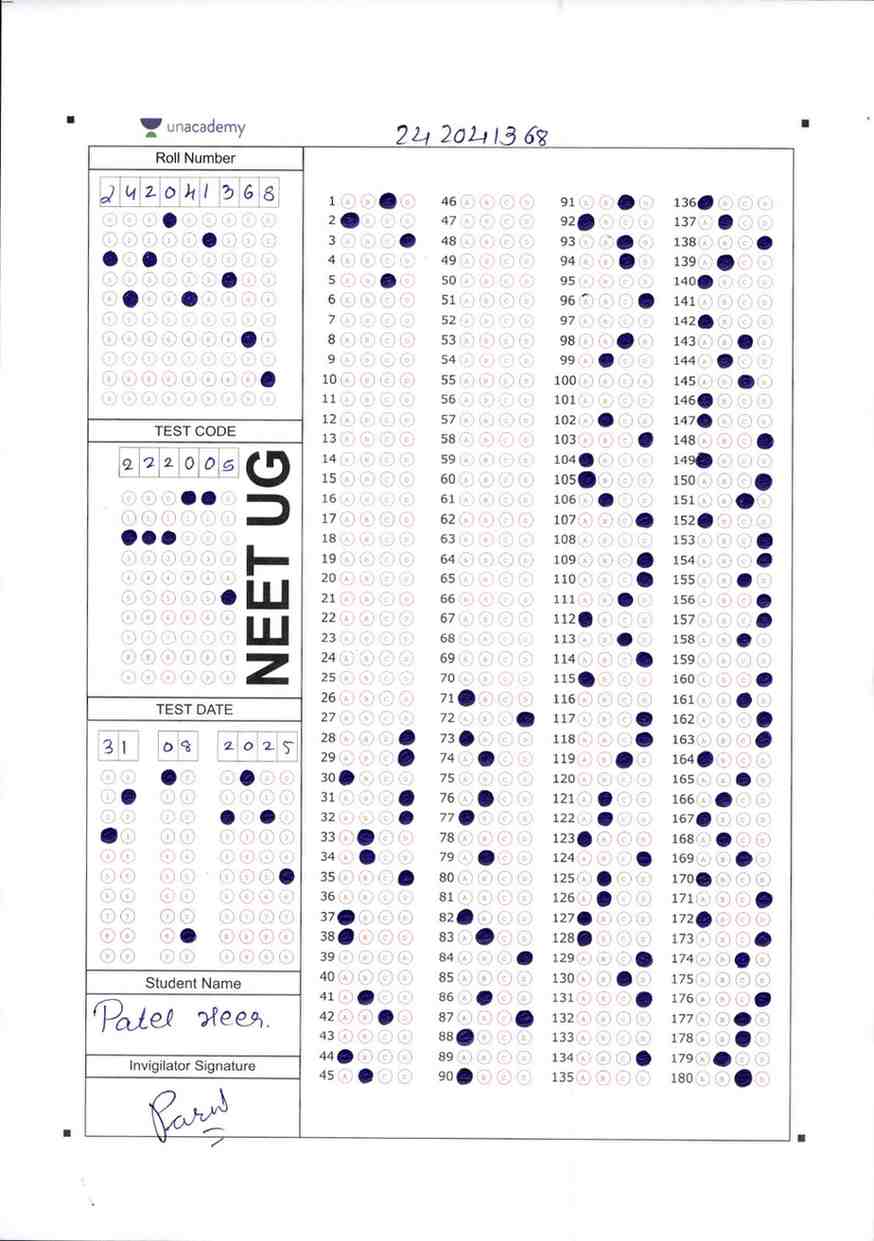 unacademy
24 2041368
Roll Number
2 4 2 0 4 1 3 6 8
TEST CODE
2 2 2 0 0 5
NEET UG
TEST DATE
3 1 0 8 2 0 2 5
Student Name
Patel Heer.
Invigilator Signature
1 46 91 136
2 47 92 137
3 48 93 138
4 49 94 139
5 50 95 140
6 51 96 141
7 52 97 142
8 53 98 143
9 54 99 144
10 55 100 145
11 56 101 146
12 57 102 147
13 58 103 148
14 59 104 149
15 60 105 150
16 61 106 151
17 62 107 152
18 63 108 153
19 64 109 154
20 65 110 155
21 66 111 156
22 67 112 157
23 68 113 158
24 69 114 159
25 70 115 160
26 71 116 161
27 72 117 162
28 73 118 163
29 74 119 164
30 75 120 165
31 76 121 166
32 77 122 167
33 78 123 168
34 79 124 169
35 80 125 170
36 81 126 171
37 82 127 172
38 83 128 173
39 84 129 174
40 85 130 175
41 86 131 176
42 87 132 177
43 88 133 178
44 89 134 179
45 90 135 180